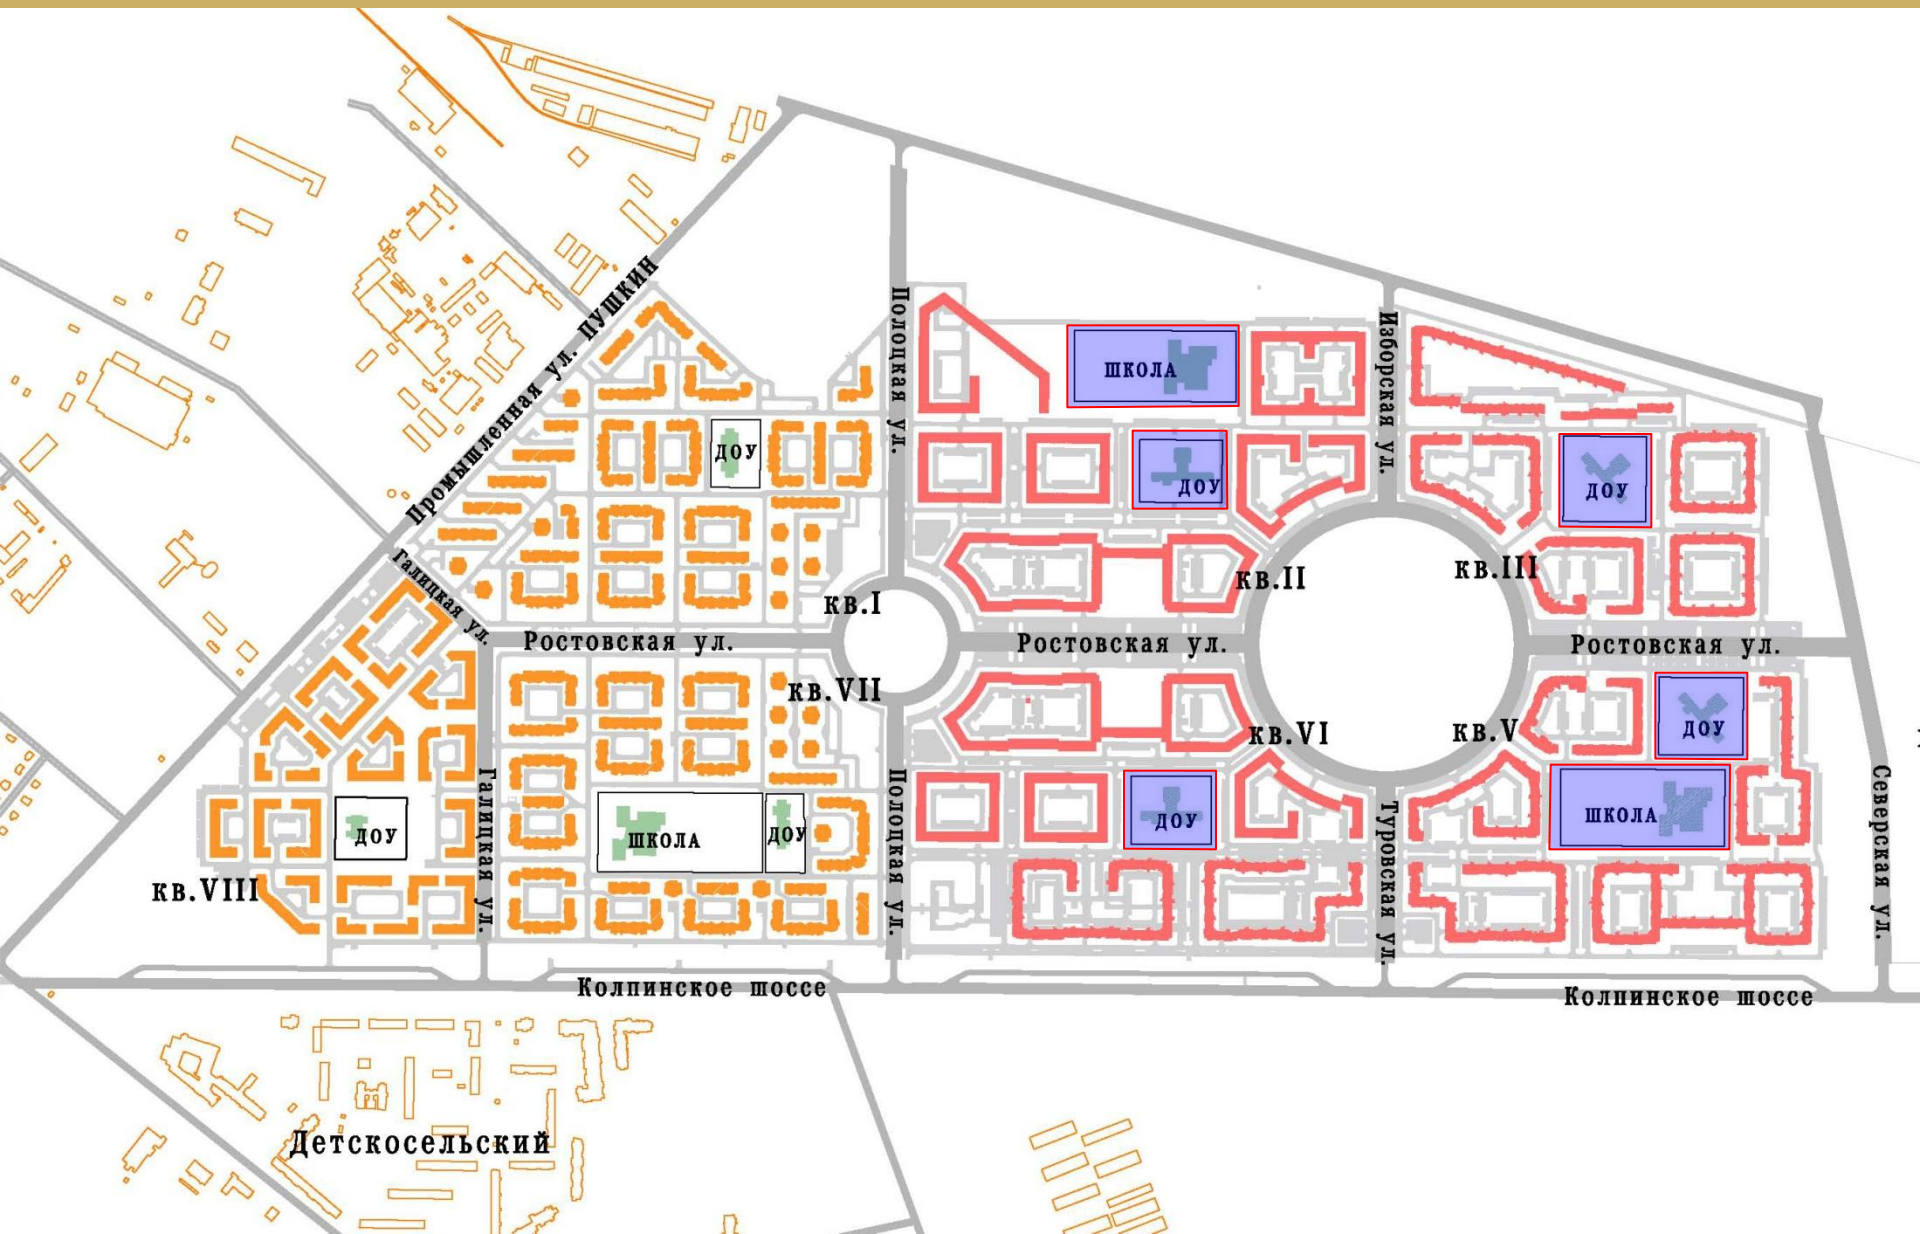 Промышленная ул. ПУШКИН
Полоцкая ул.
Изборская ул.
ШКОЛА
ДОУ
ДОУ
ДОУ
Галицкая ул.
кв.I
кв.II
кв.III
Ростовская ул.
Ростовская ул.
Ростовская ул.
кв.VII
кв.VI
кв.V
ДОУ
Галицкая ул.
Полоцкая ул.
Туровская ул.
Северская ул.
ДОУ
ШКОЛА
ДОУ
ДОУ
ШКОЛА
кв.VIII
Колпинское шоссе
Колпинское шоссе
Детскосельский